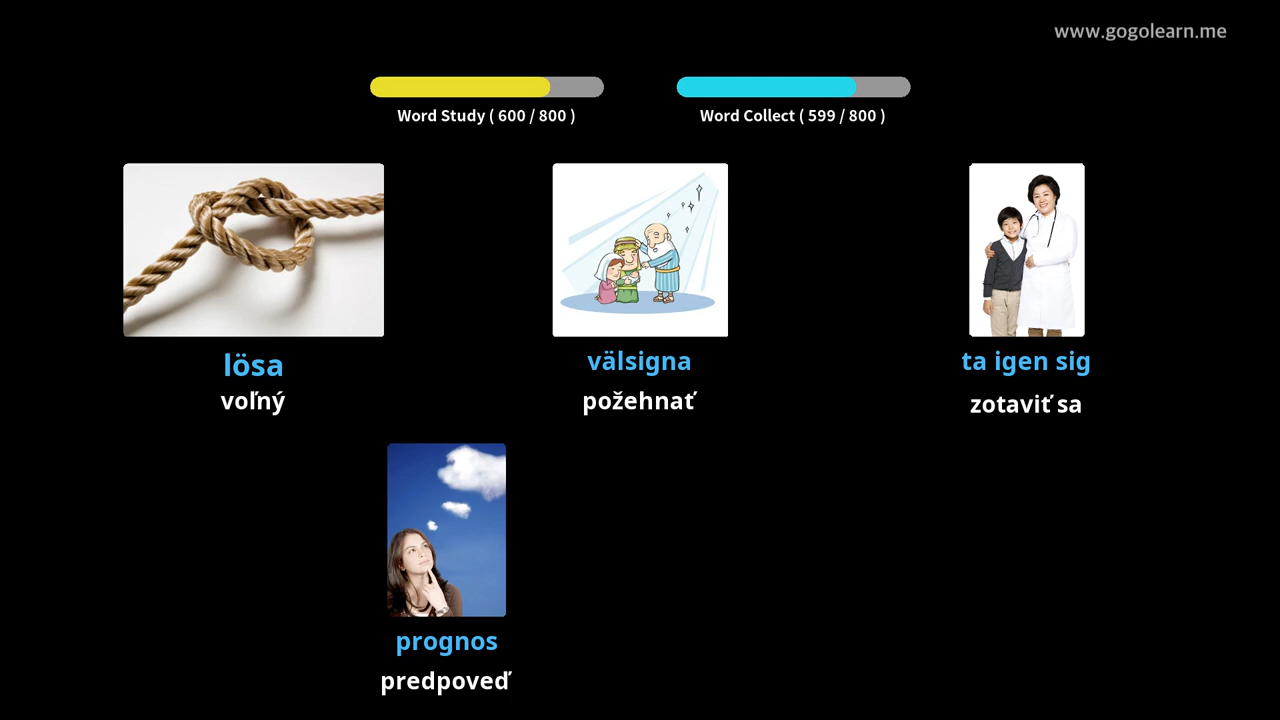 www.gogolearn.me
Word Study ( 600 / 800 )
Word Collect ( 599 / 800 )
lösa
voľný
välsigna
požehnať
ta igen sig
zotaviť sa
prognos
predpoveď